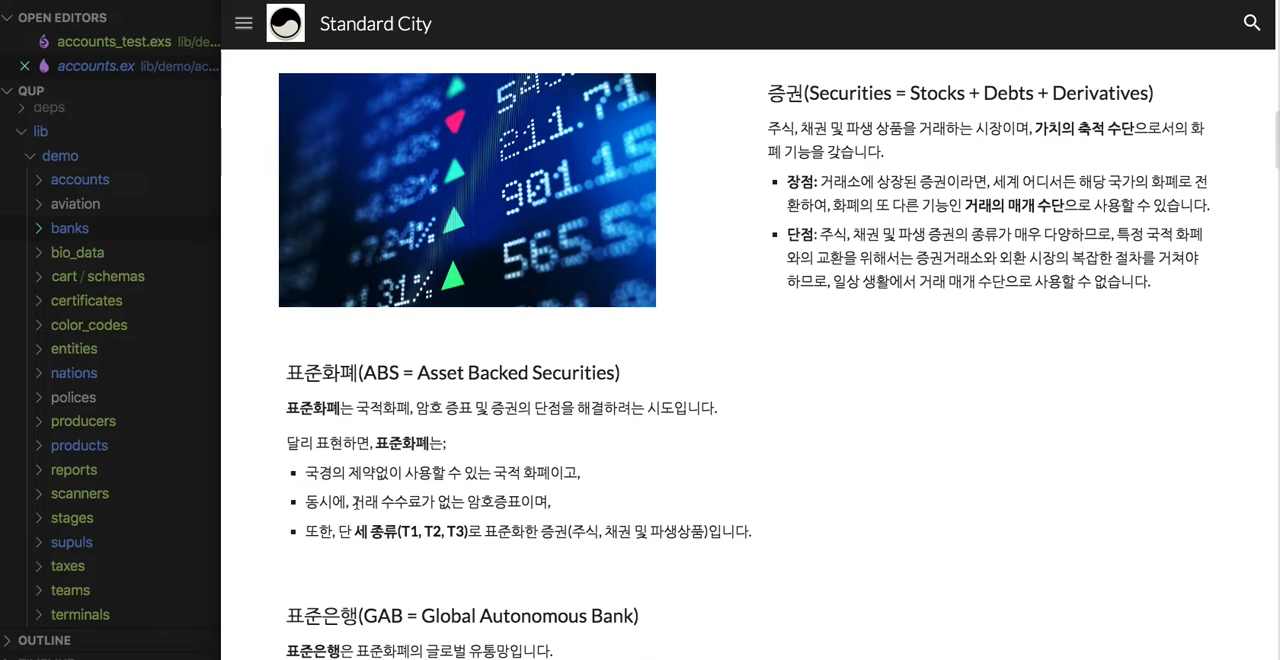 OPEN EDITORS
accounts_test.exs lib/de...
accounts.ex lib/demo/ac...
QUP
deps
lib
demo
accounts
aviation
banks
bio_data
cart / schemas
certificates
color_codes
entities
nations
polices
producers
products
reports
scanners
stages
supuls
taxes
teams
terminals
OUTLINE
Standard City
211.71
901.15
565.5
증권(Securities = Stocks + Debts + Derivatives)
주식, 채권 및 파생 상품을 거래하는 시장이며, 가치의 축적 수단으로서의 화
폐 기능을 갖습니다.
장점: 거래소에 상장된 증권이라면, 세계 어디서든 해당 국가의 화폐로 전
환하여, 화폐의 또 다른 기능인 거래의 매개 수단으로 사용할 수 있습니다.
단점: 주식, 채권 및 파생 증권의 종류가 매우 다양하므로, 특정 국적 화폐
와의 교환을 위해서는 증권거래소와 외환 시장의 복잡한 절차를 거쳐야
하므로, 일상 생활에서 거래 매개 수단으로 사용할 수 없습니다.
표준화폐(ABS = Asset Backed Securities)
표준화폐는 국적화폐, 암호 증표 및 증권의 단점을 해결하려는 시도입니다.
달리 표현하면, 표준화폐는;
국경의 제약없이 사용할 수 있는 국적 화폐이고,
동시에, 거래 수수료가 없는 암호증표이며,
또한, 단 세 종류(T1, T2, T3)로 표준화한 증권(주식, 채권 및 파생상품)입니다.
표준은행(GAB = Global Autonomous Bank)
표준은행은 표준화폐의 글로벌 유통망입니다.